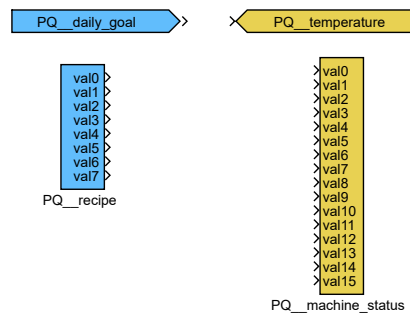 PQ__daily_goal
PQ__temperature
val0
val1
val2
val3
val4
val5
val6
val7
PQ__recipe
val0
val1
val2
val3
val4
val5
val6
val7
val8
val9
val10
val11
val12
val13
val14
val15
PQ__machine_status